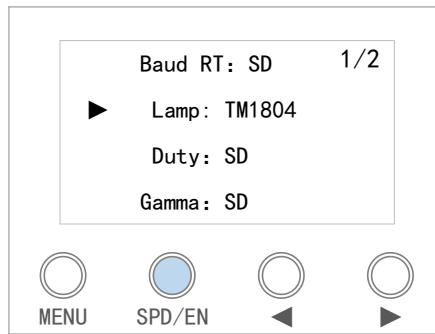 Baud RT: SD 1/2
▶ Lamp: TM1804
Duty: SD
Gamma: SD
MENU SPD/EN ◀ ▶